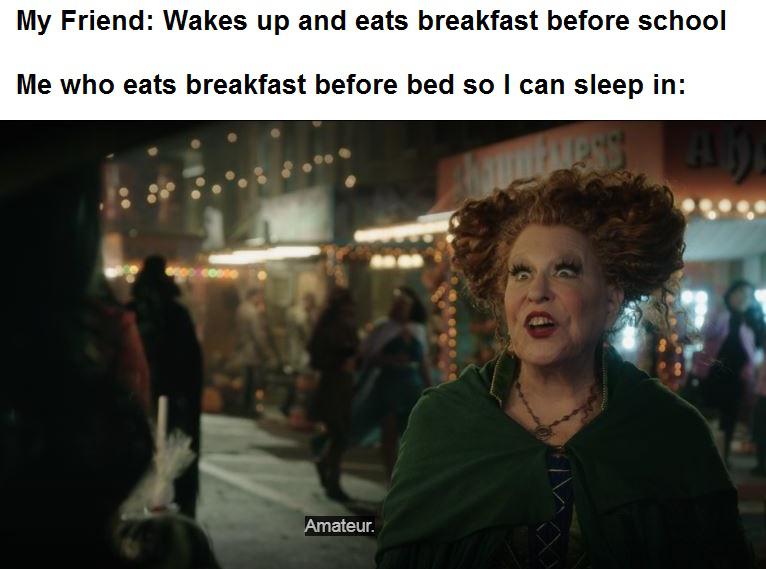 My Friend: Wakes up and eats breakfast before school
Me who eats breakfast before bed so I can sleep in:
Amateur.